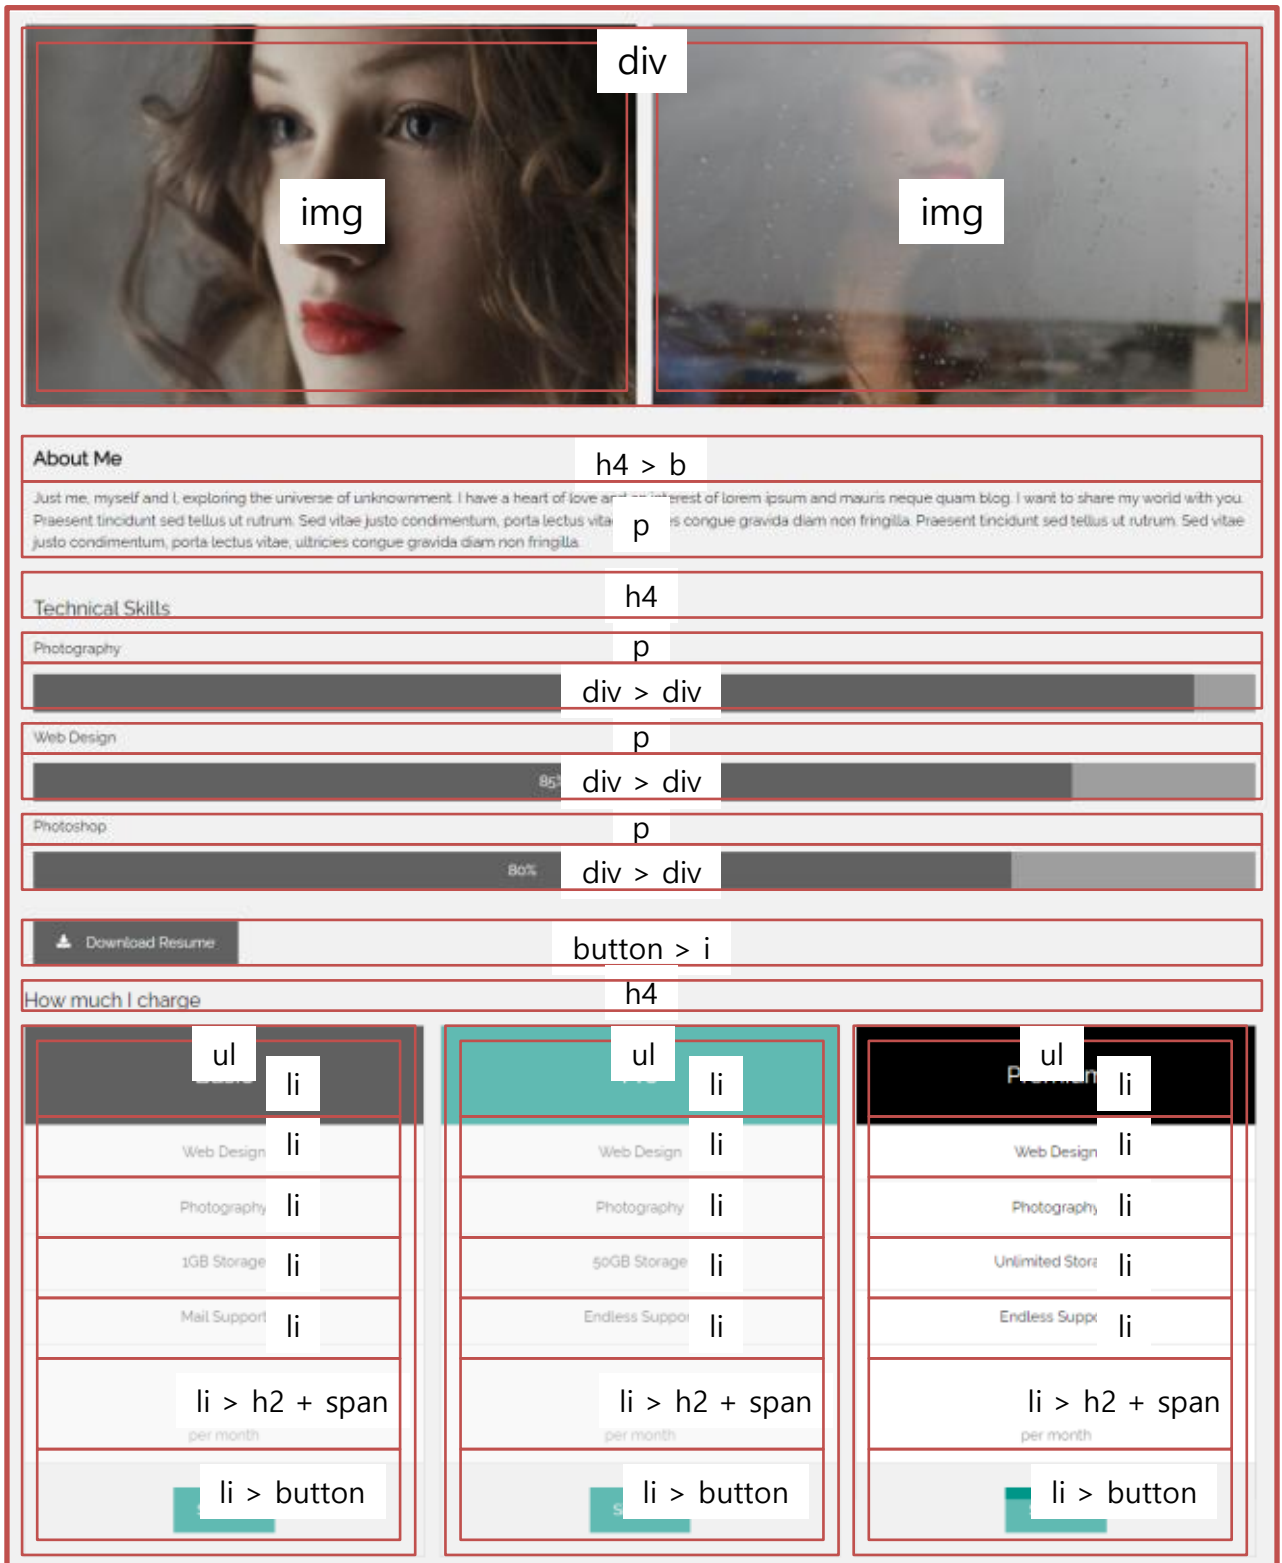 div
img
img
About Me
h4 > b
Just me, myself and I, exploring the universe of unknownment. I have a heart of love and an interest of lorem ipsum and mauris neque quam blog. I want to share my world with you.
Praesent tincidunt sed tellus ut rutrum. Sed vitae justo condimentum, porta lectus es congue gravida diam non fringilla. Praesent tincidunt sed tellus ut rutrum. Sed vitae
p
justo condimentum, porta lectus vitae, ultricies congue gravida diam non fringilla.
h4
Technical Skills
Photography
p
div > div
Web Design
p
85%
div > div
Photoshop
p
80%
div > div
Download Resume
button > i
How much I charge
h4
ul
ul
ul
li
li
Premium
li
Web Design
li
Web Design
li
Web Design
li
Photography
li
Photography
li
Photography
li
1GB Storage
li
50GB Storage
li
Unlimited
li
Mail Support
li
Endless
li
Endless
li
li > h2 + span
li > h2 + span
li > h2 + span
per month
per month
per month
li > button
li > button
li > button